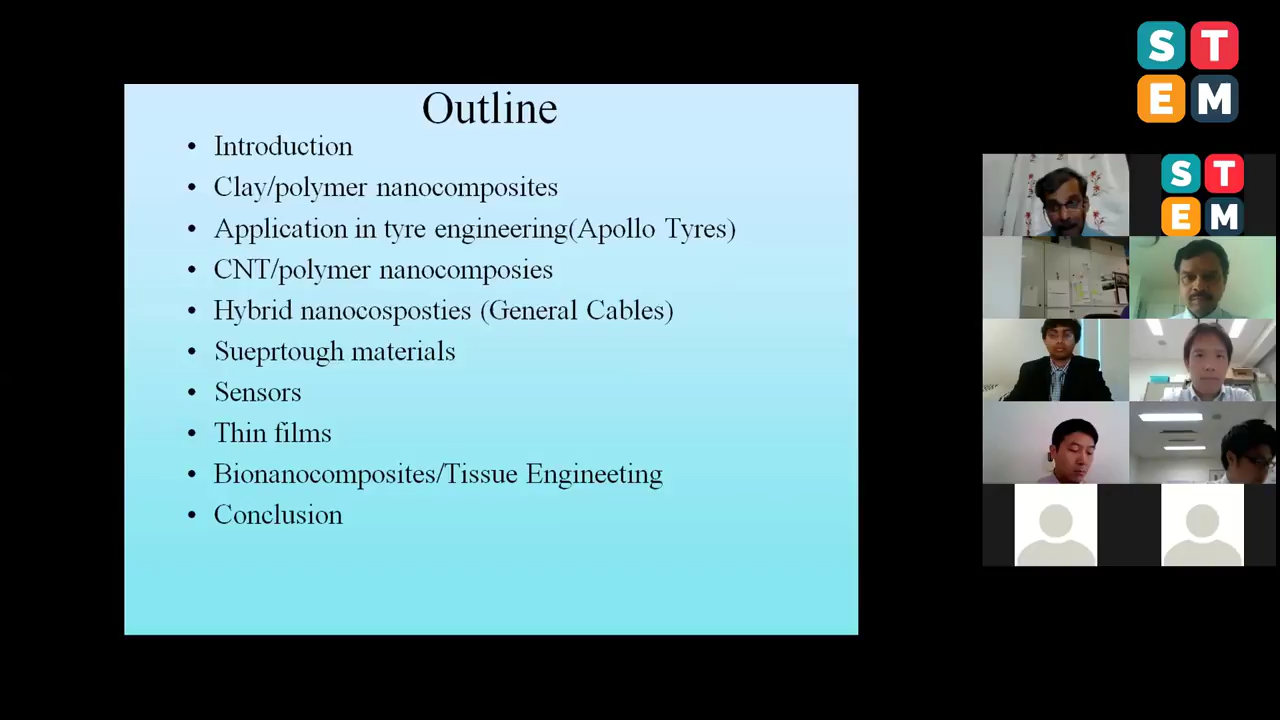 Outline
• Introduction
• Clay/polymer nanocomposites
• Application in tyre engineering(Apollo Tyres)
• CNT/polymer nanocomposies
• Hybrid nanocosposties (General Cables)
• Sueprtough materials
• Sensors
• Thin films
• Bionanocomposites/Tissue Engineeting
• Conclusion
S T
E M
S T
E M